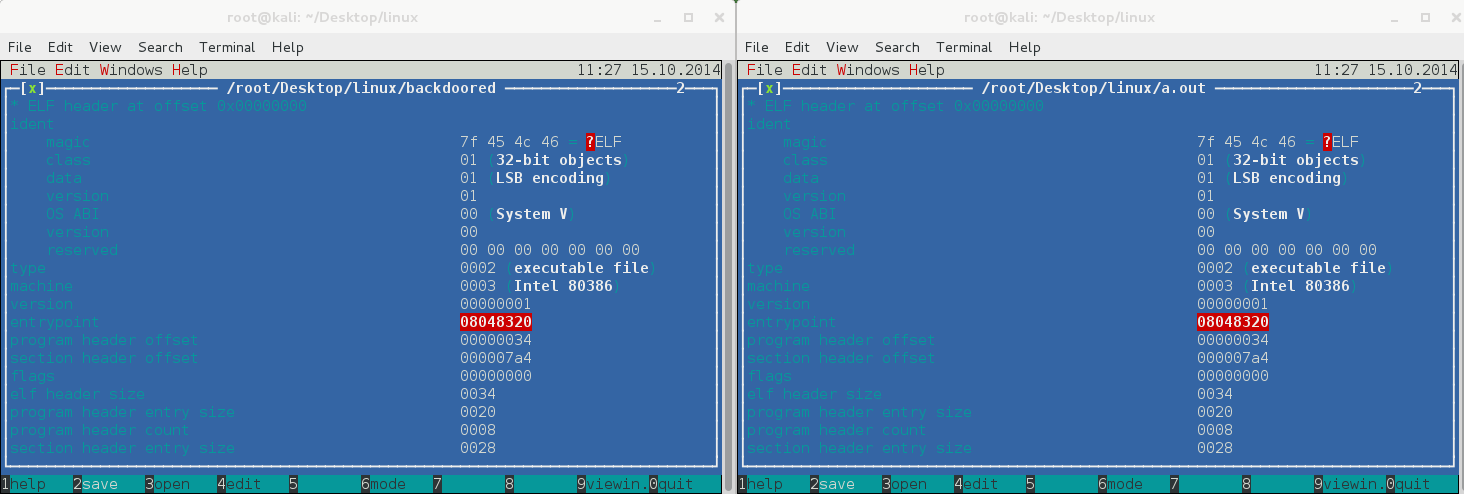 root@kali: ~/Desktop/linux
File Edit View Search Terminal Help
File Edit Windows Help 11:27 15.10.2014
[x] /root/Desktop/linux/backdoored 2
* ELF header at offset 0x00000000
ident
magic 7f 45 4c 46 = ?ELF
class 01 (32-bit objects)
data 01 (LSB encoding)
version 01
OS ABI 00 (System V)
version 00
reserved 00 00 00 00 00 00 00
type 0002 (executable file)
machine 0003 (Intel 80386)
version 00000001
entrypoint 08048320
program header offset 00000034
section header offset 000007a4
flags 00000000
elf header size 0034
program header entry size 0020
program header count 0008
section header entry size 0028
1help 2save 3open 4edit 5 6mode 7 8 9viewin.0quit
root@kali: ~/Desktop/linux
File Edit View Search Terminal Help
File Edit Windows Help 11:27 15.10.2014
[x] /root/Desktop/linux/a.out 2
* ELF header at offset 0x00000000
ident
magic 7f 45 4c 46 = ?ELF
class 01 (32-bit objects)
data 01 (LSB encoding)
version 01
OS ABI 00 (System V)
version 00
reserved 00 00 00 00 00 00 00
type 0002 (executable file)
machine 0003 (Intel 80386)
version 00000001
entrypoint 08048320
program header offset 00000034
section header offset 000007a4
flags 00000000
elf header size 0034
program header entry size 0020
program header count 0008
section header entry size 0028
1help 2save 3open 4edit 5 6mode 7 8 9viewin.0quit